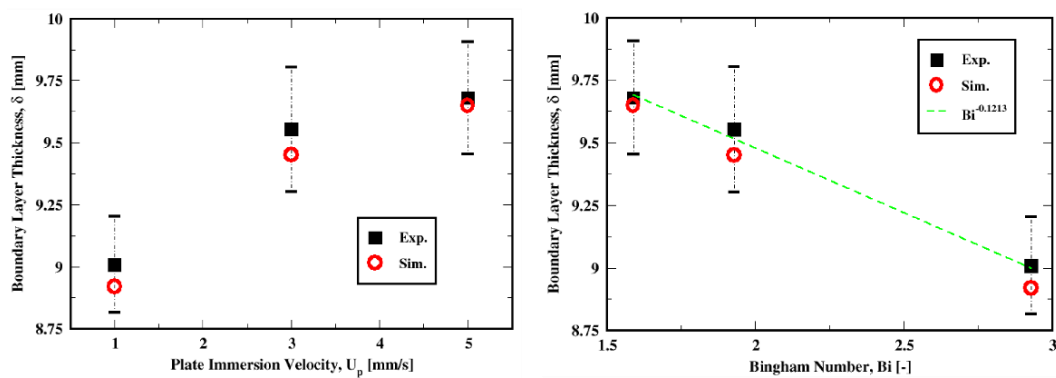 Boundary Layer Thickness, δ [mm]
10
9.75
9.5
9.25
9
8.75
Exp.
Sim.
1
2
3
4
5
Plate Immersion Velocity, Up [mm/s]
Boundary Layer Thickness, δ [mm]
10
9.75
9.5
9.25
9
8.75
Exp.
Sim.
Bi-0.1213
1.5
2
2.5
3
Bingham Number, Bi [-]